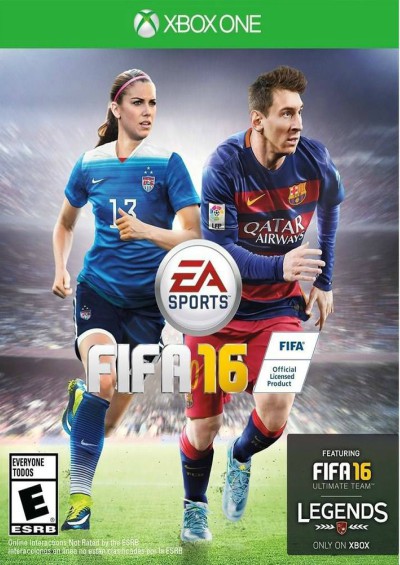 XBOX ONE
13
LFP
QATAR
AIRWAYS
EA
SPORTS
FIFA 16
FIFA®
Official
Licensed
Product
EVERYONE
TODOS
E
ESRB
Online Interactions Not Rated by the ESRB
Interacciones en línea no están clasificadas por la ESRB
FEATURING
FIFA 16
ULTIMATE TEAM™
LEGENDS
ONLY ON XBOX